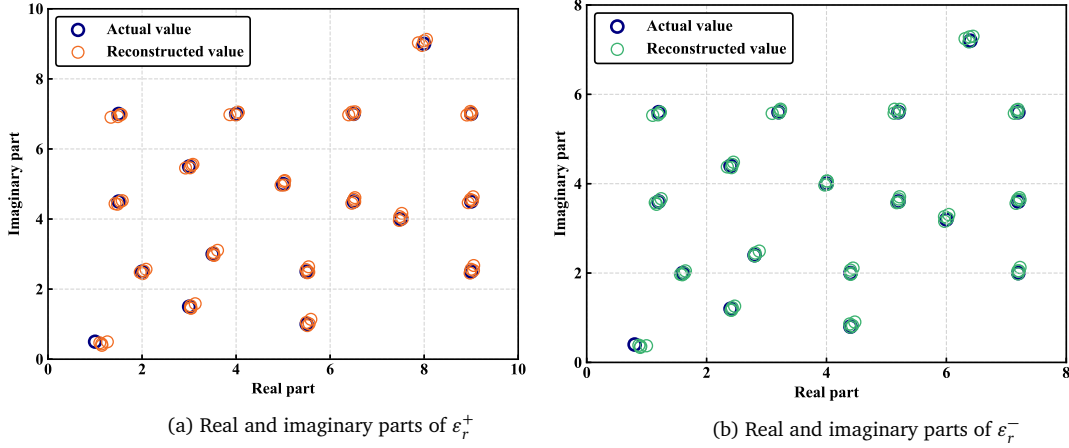 Actual value
Reconstructed value
Imaginary part
10
8
6
4
2
0
0
2
4
6
8
10
Real part
(a) Real and imaginary parts of ε_r^+
Actual value
Reconstructed value
Imaginary part
8
6
4
2
0
0
2
4
6
8
Real part
(b) Real and imaginary parts of ε_r^−